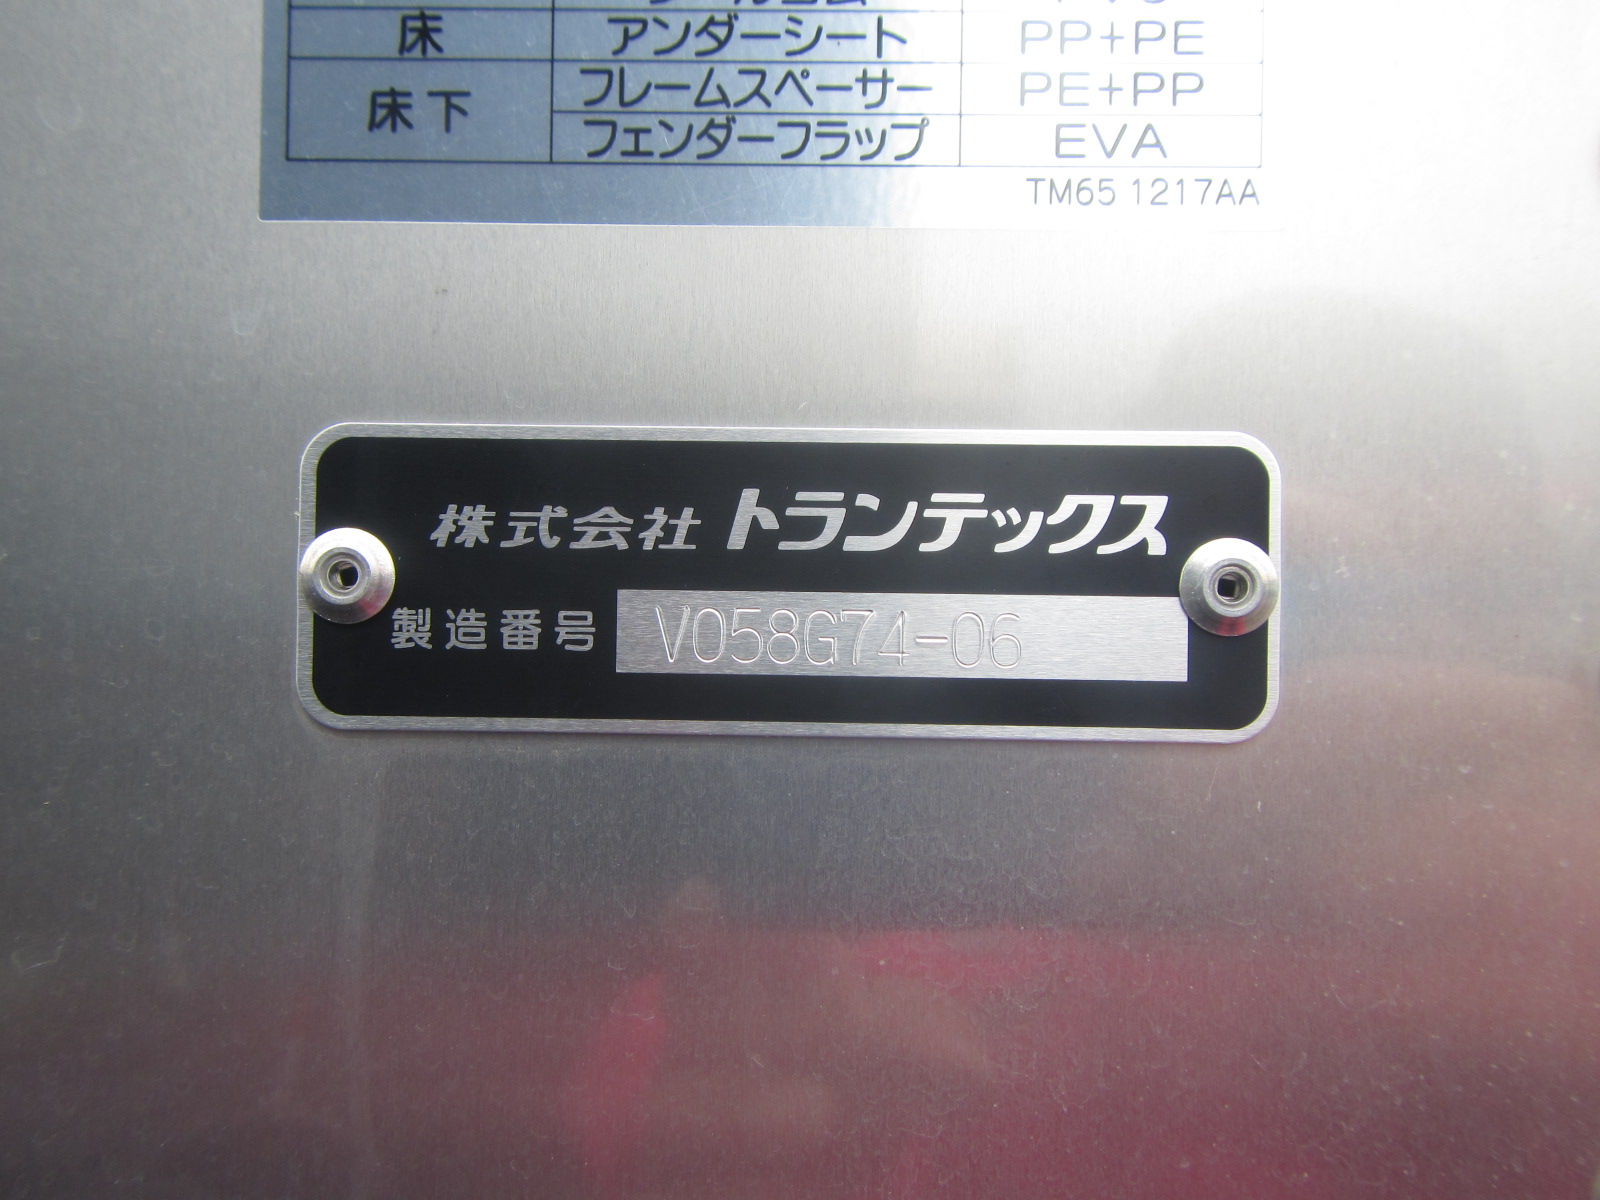 床 アンダーシート PP+PE
床下 フレームスペーサー PE+PP
フェンダーフラップ EVA
TM65 1217AA
株式会社 トランテックス
製造番号 V058G74-06